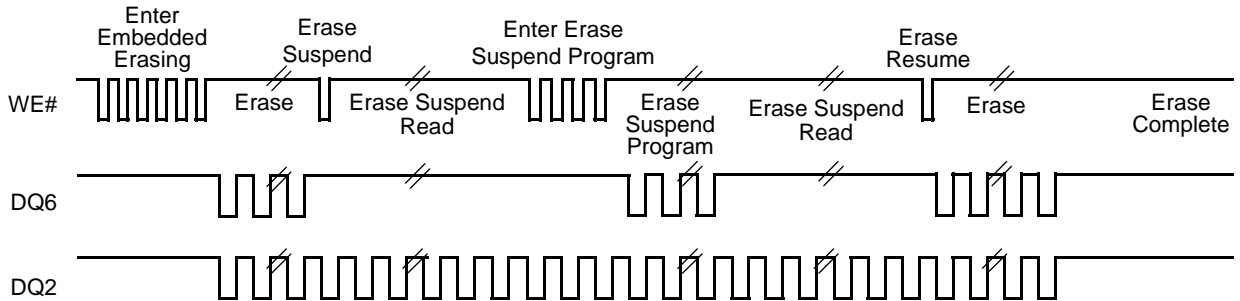 Enter
Embedded
Erasing
Erase
Suspend
Enter Erase
Suspend Program
Erase
Resume
WE#
Erase
Erase Suspend
Read
Erase
Suspend
Program
Erase Suspend
Read
Erase
Erase
Complete
DQ6
DQ2